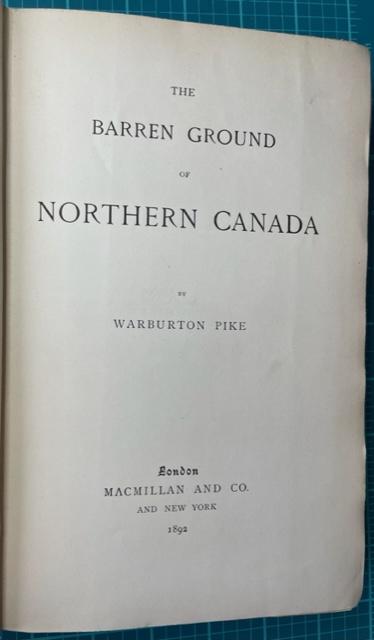 THE
BARREN GROUND
OF
NORTHERN CANADA
BY
WARBURTON PIKE
London
MACMILLAN AND CO.
AND NEW YORK
1892